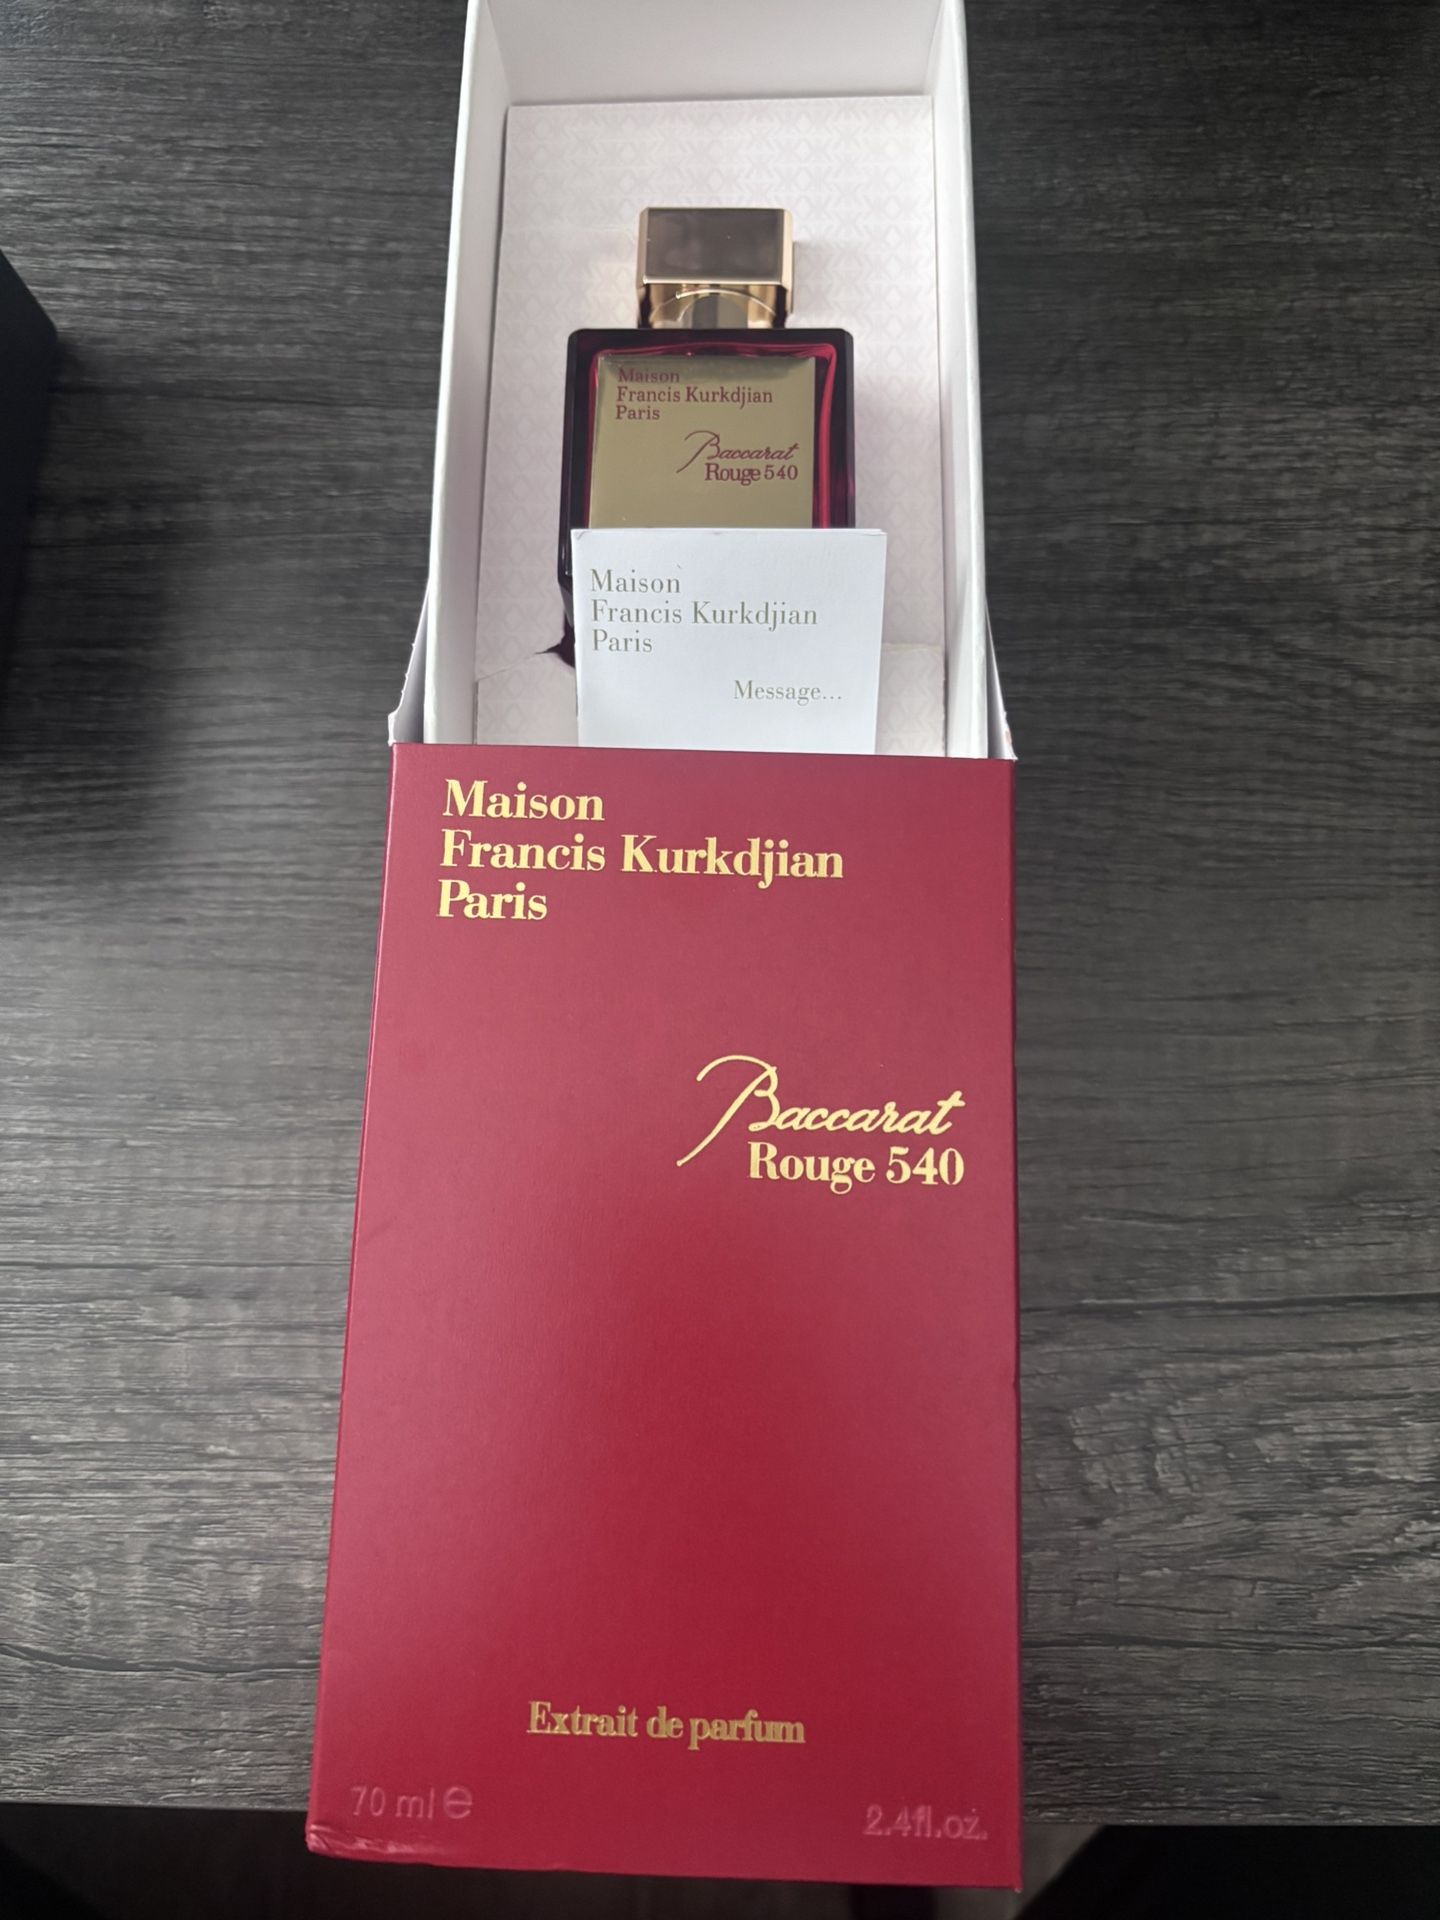 Maison
Francis Kurkdjian
Paris
Baccarat
Rouge 540
Maison
Francis Kurkdjian
Paris
Message...
Maison
Francis Kurkdjian
Paris
Baccarat
Rouge 540
Extrait de parfum
70 ml e
2.4fl.oz.